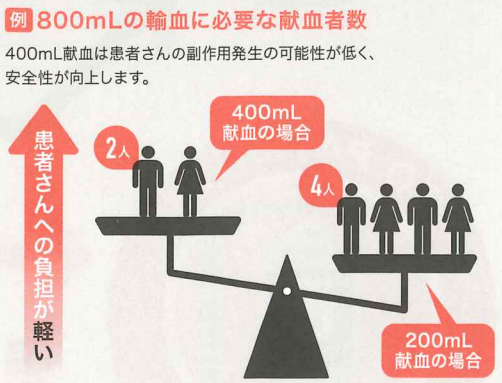 例 800mLの輸血に必要な献血者数
400mL献血は患者さんの副作用発生の可能性が低く、
安全性が向上します。
患者さんへの負担が軽い
2人
400mL
献血の場合
4人
200mL
献血の場合